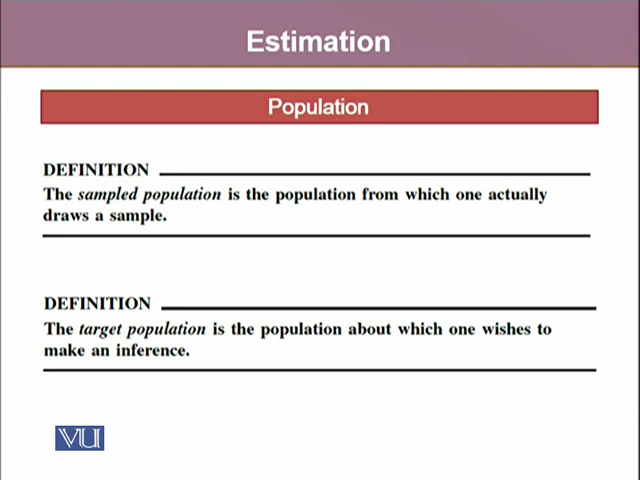 Estimation
Population
DEFINITION
The sampled population is the population from which one actually
draws a sample.
DEFINITION
The target population is the population about which one wishes to
make an inference.
VU